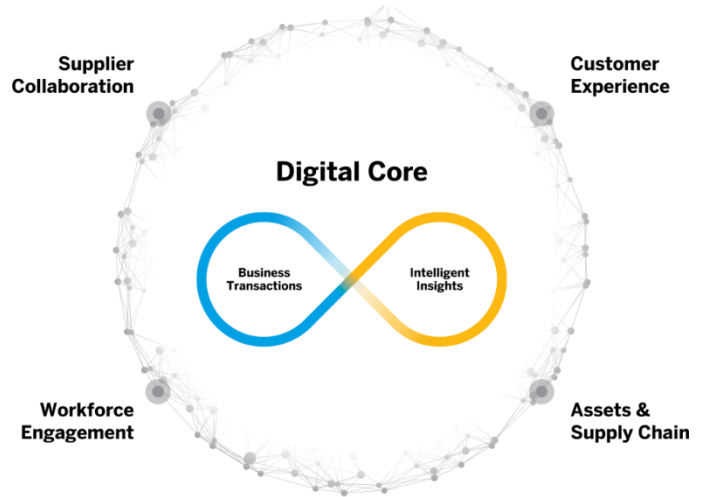 Supplier
Collaboration
Customer
Experience
Digital Core
Business
Transactions
Intelligent
Insights
Workforce
Engagement
Assets &
Supply Chain